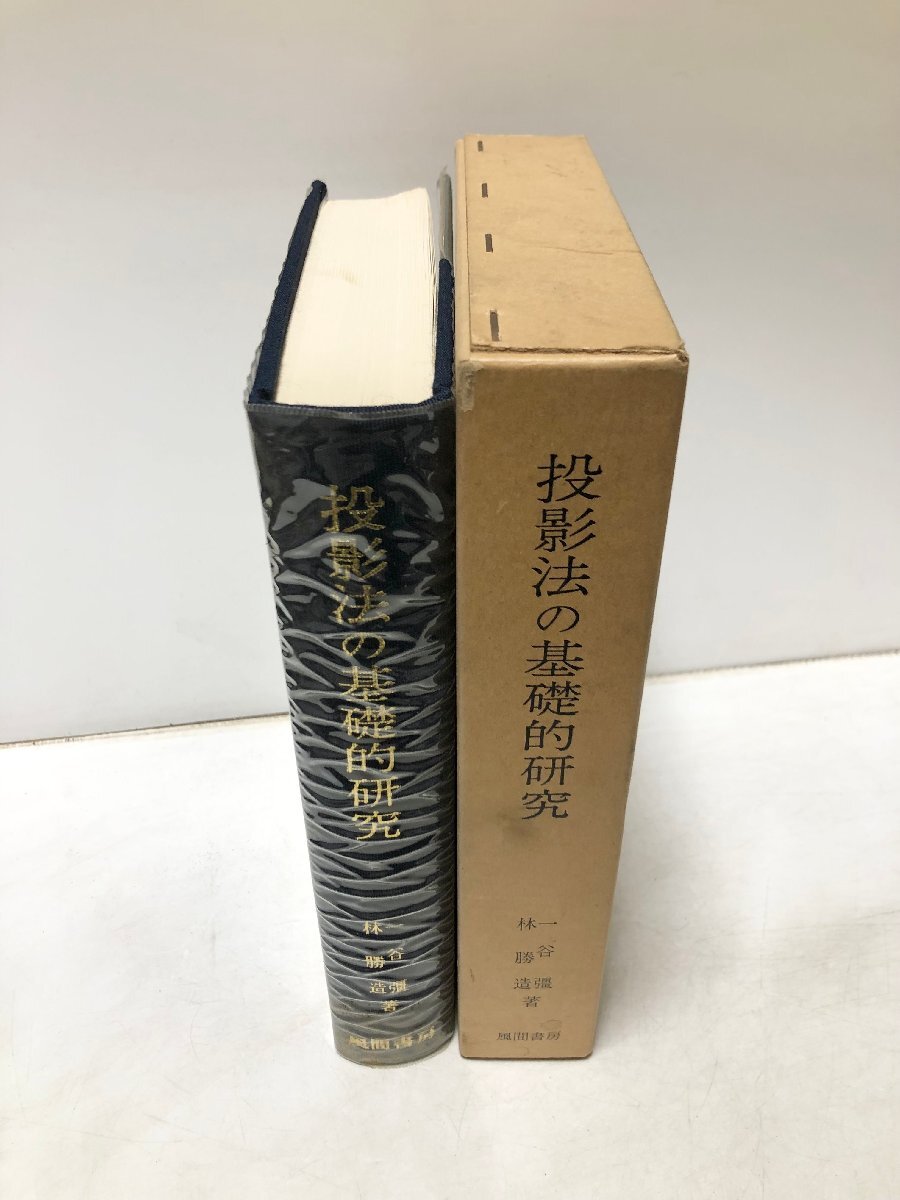 投影法の基礎的研究
一谷彊
林勝造
著
風間書房
投影法の基礎的研究
一谷彊
林勝造
著
風間書房